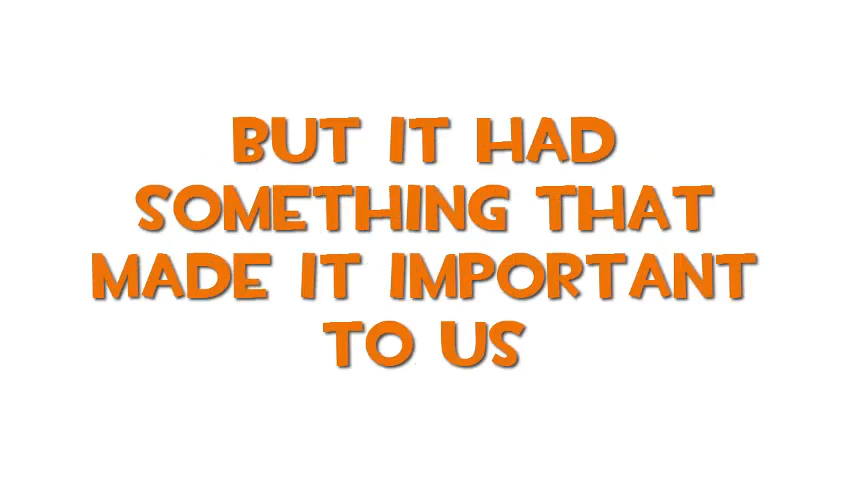 BUT IT HAD
SOMETHING THAT
MADE IT IMPORTANT
TO US